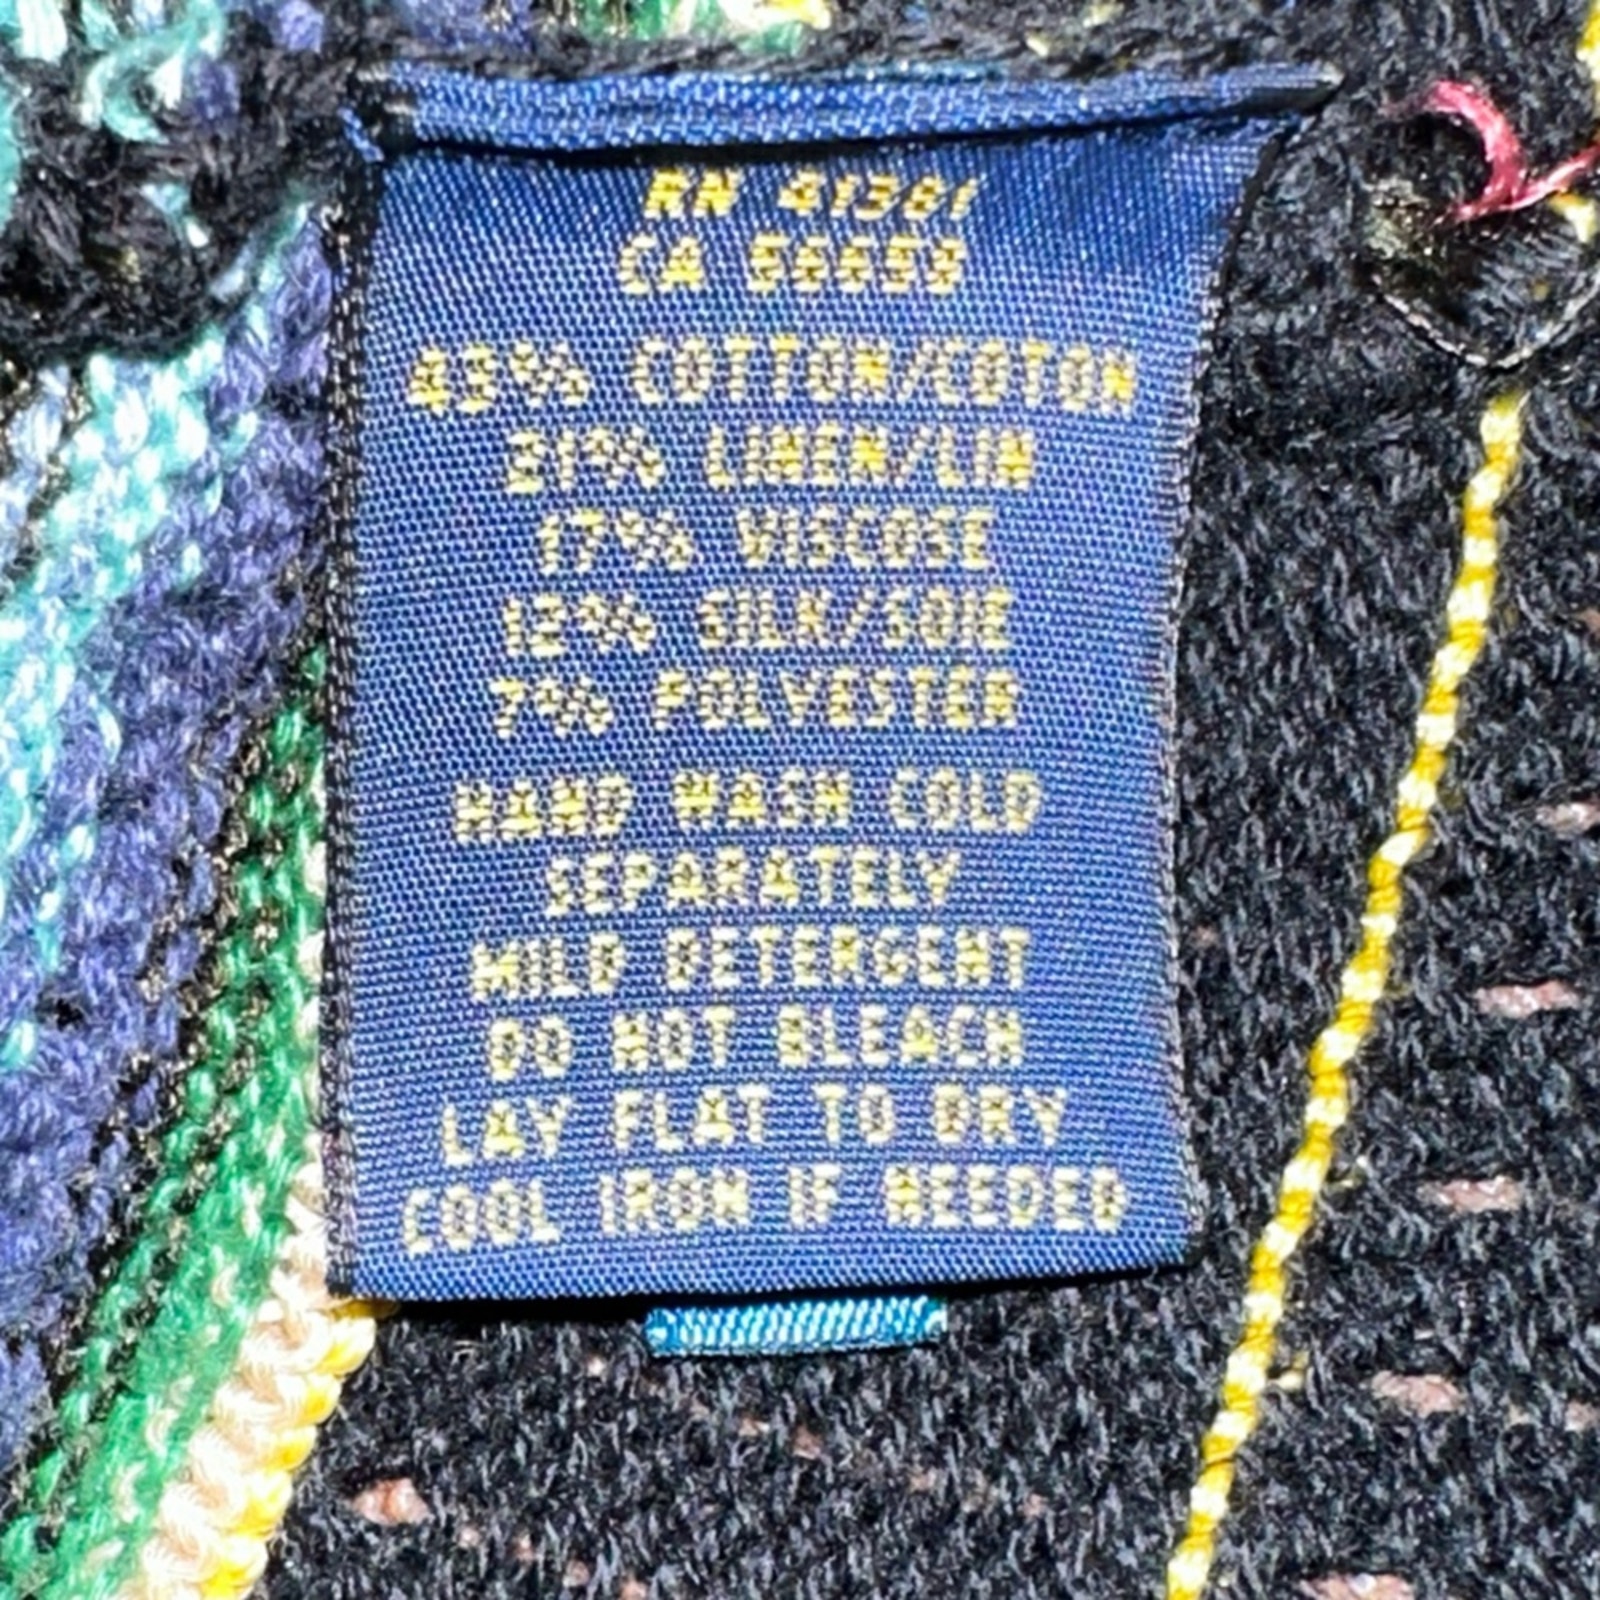 RN 41381
CA 56659
43% COTTON/COTON
21% LINEN/LIN
17% VISCOSE
12% SILK/SOIE
7% POLYESTER
HAND WASH COLD
SEPARATELY
MILD DETERGENT
DO NOT BLEACH
LAY FLAT TO DRY
COOL IRON IF NEEDED